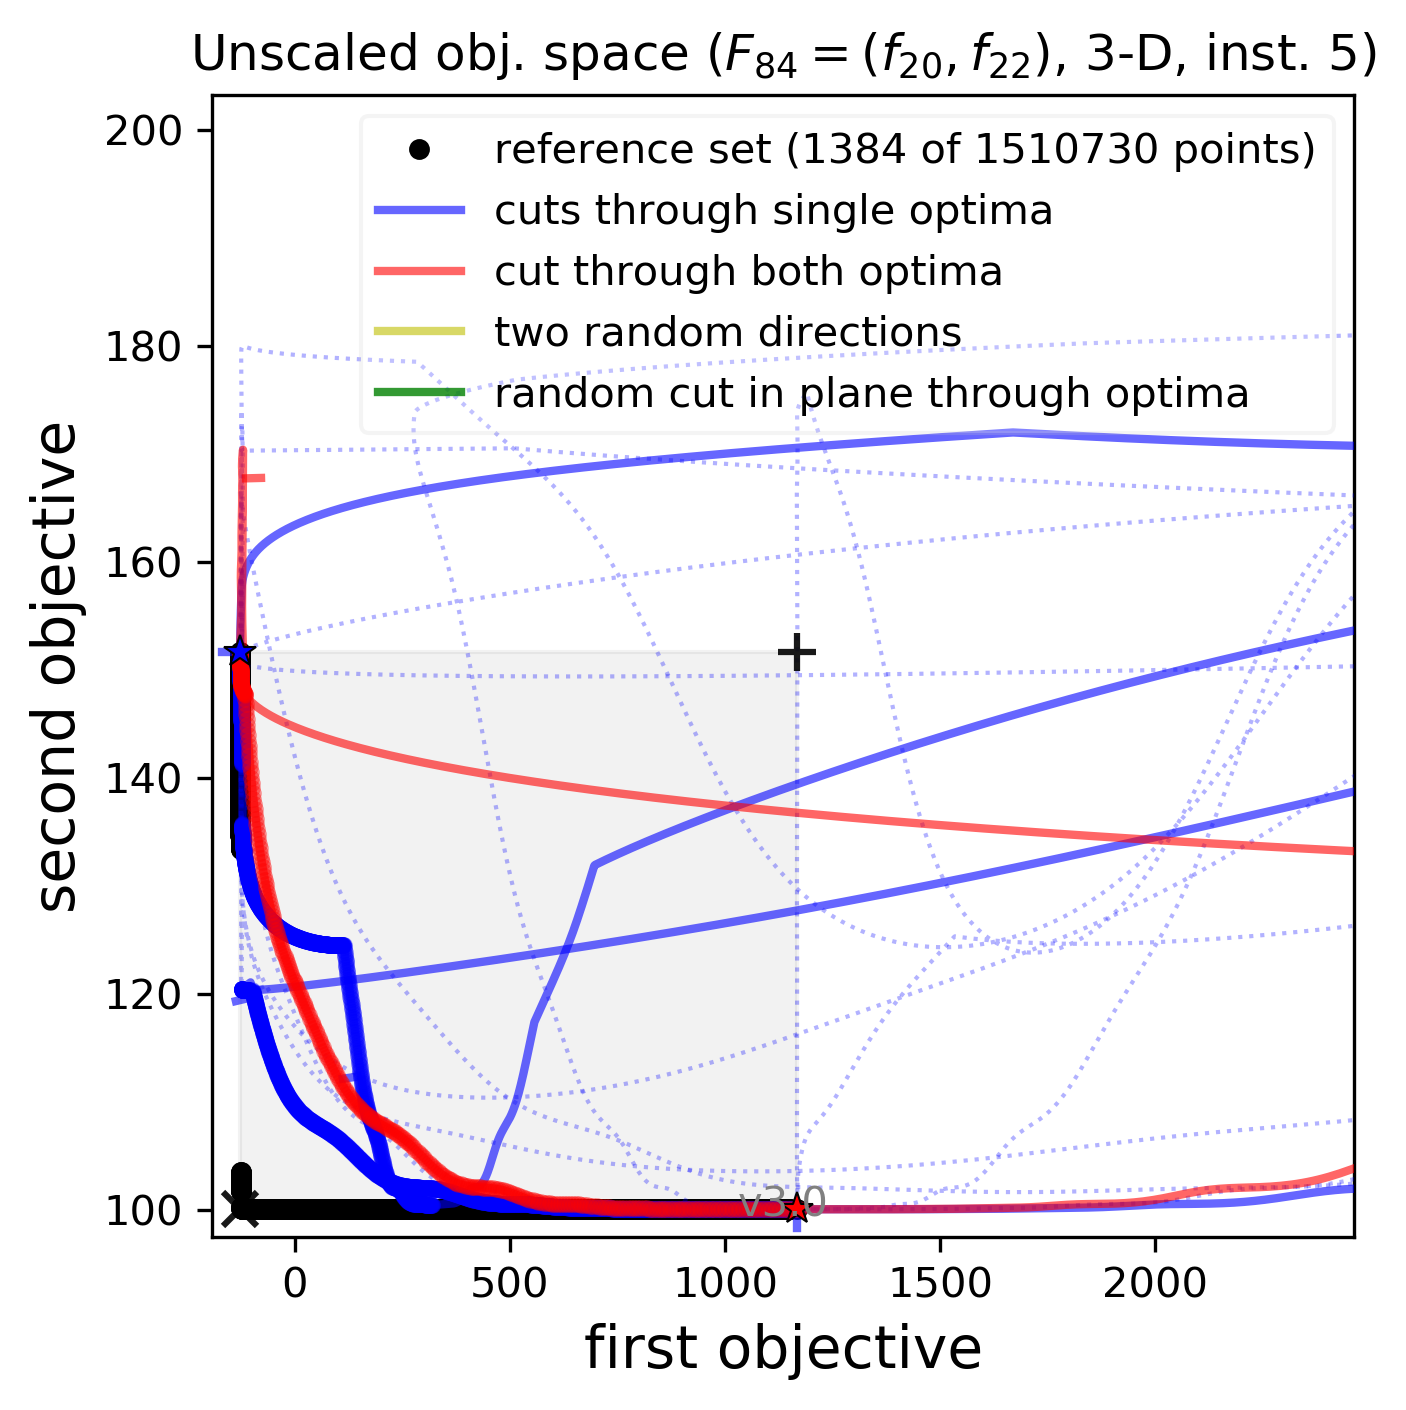 Unscaled obj. space (F₈₄ = (f₂₀, f₂₂), 3-D, inst. 5)
reference set (1384 of 1510730 points)
cuts through single optima
cut through both optima
two random directions
random cut in plane through optima
200
180
160
140
120
100
second objective
v3.0
0
500
1000
1500
2000
first objective